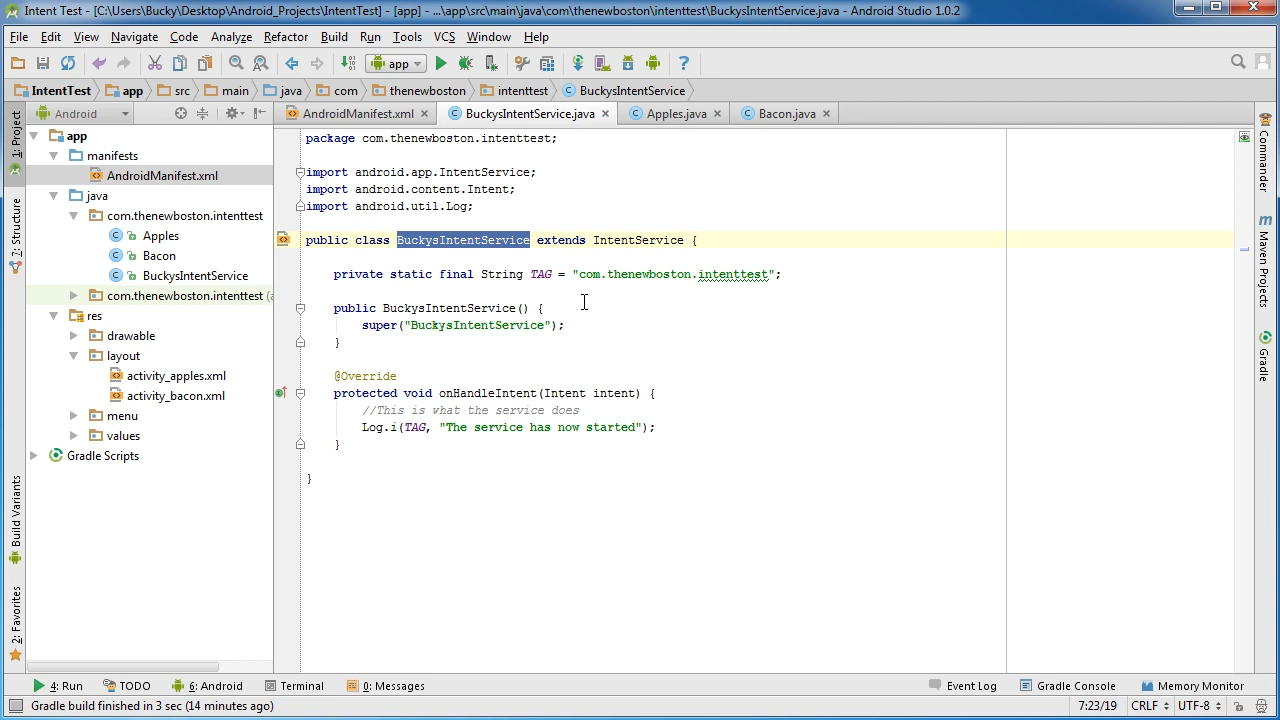 Intent Test - [C:\Users\Bucky\Desktop\Android_Projects\IntentTest] - [app] - ...\app\src\main\java\com\thenewboston\intenttest\BuckysIntentService.java - Android Studio 1.0.2
File Edit View Navigate Code Analyze Refactor Build Run Tools VCS Window Help
app
IntentTest app src main java com thenewboston intenttest BuckysIntentService
Android
AndroidManifest.xml BuckysIntentService.java Apples.java Bacon.java
1: Project
7: Structure
Build Variants
2: Favorites
app
manifests
AndroidManifest.xml
java
com.thenewboston.intenttest
Apples
Bacon
BuckysIntentService
com.thenewboston.intenttest (a
res
drawable
layout
activity_apples.xml
activity_bacon.xml
menu
values
Gradle Scripts
package com.thenewboston.intenttest;
import android.app.IntentService;
import android.content.Intent;
import android.util.Log;
public class BuckysIntentService extends IntentService {
private static final String TAG = "com.thenewboston.intenttest";
public BuckysIntentService() {
super("BuckysIntentService");
}
@Override
protected void onHandleIntent(Intent intent) {
//This is what the service does
Log.i(TAG, "The service has now started");
}
}
Commander
m Maven Projects
Gradle
4: Run TODO 6: Android Terminal 0: Messages Event Log Gradle Console Memory Monitor
Gradle build finished in 3 sec (14 minutes ago) 7:23/19 CRLF UTF-8